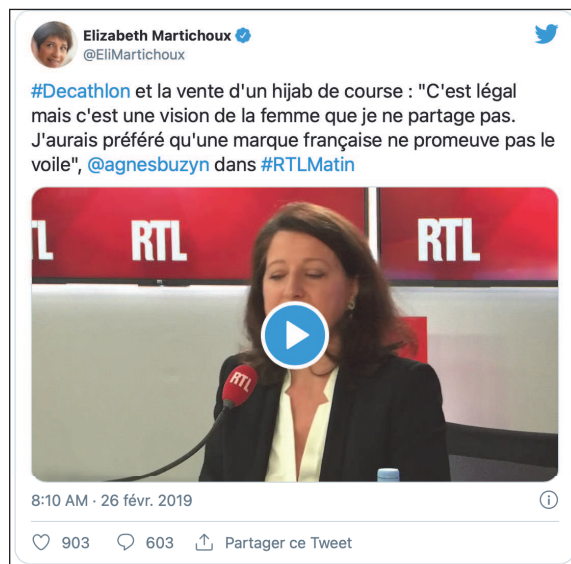 Elizabeth Martichoux
@EliMartichoux
#Decathlon et la vente d'un hijab de course : "C'est légal
mais c'est une vision de la femme que je ne partage pas.
J'aurais préféré qu'une marque française ne promeuve pas le
voile", @agnesbuzyn dans #RTLMatin
TL
RTL
RTL
RTL
8:10 AM · 26 févr. 2019
903
603
Partager ce Tweet